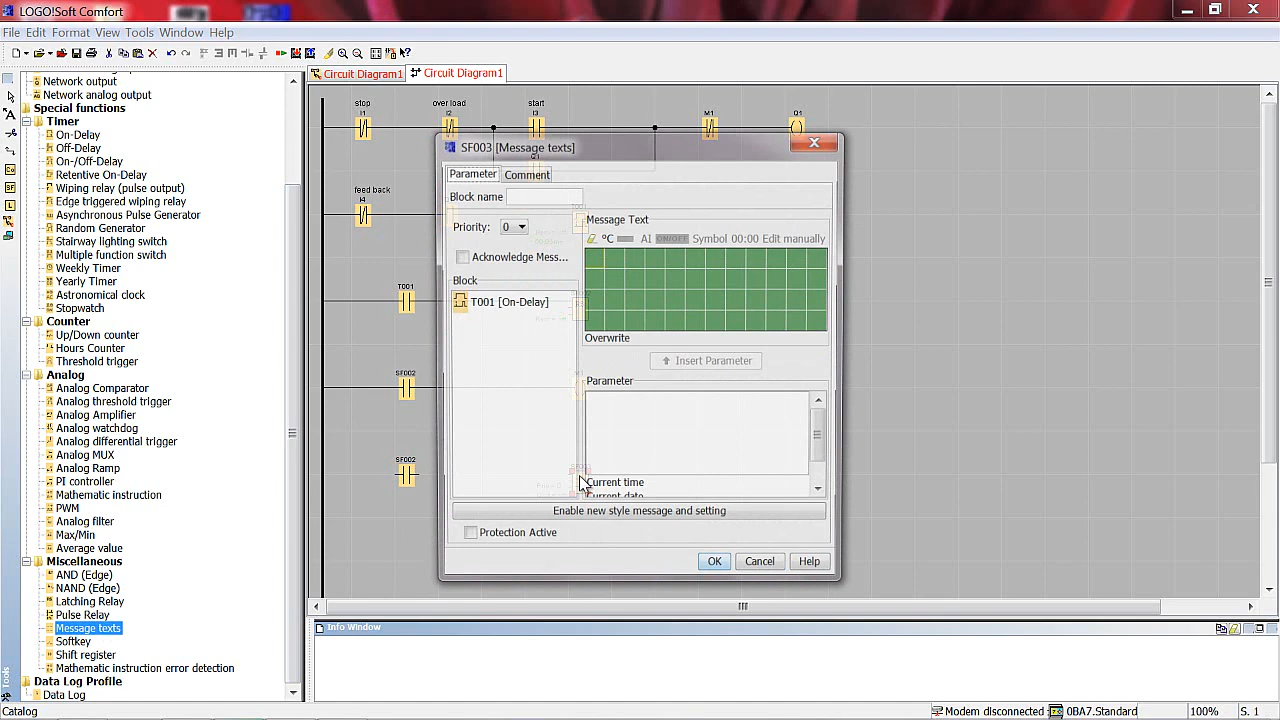 LOGO!Soft Comfort
File Edit Format View Tools Window Help
Network output
Network analog output
Special functions
Timer
On-Delay
Off-Delay
On-/Off-Delay
Retentive On-Delay
Wiping relay (pulse output)
Edge triggered wiping relay
Asynchronous Pulse Generator
Random Generator
Stairway lighting switch
Multiple function switch
Weekly Timer
Yearly Timer
Astronomical clock
Stopwatch
Counter
Up/Down counter
Hours Counter
Threshold trigger
Analog
Analog Comparator
Analog threshold trigger
Analog Amplifier
Analog watchdog
Analog differential trigger
Analog MUX
Analog Ramp
PI controller
Mathematic instruction
PWM
Analog filter
Max/Min
Average value
Miscellaneous
AND (Edge)
NAND (Edge)
Latching Relay
Pulse Relay
Message texts
Softkey
Shift register
Mathematic instruction error detection
Data Log Profile
Data Log
Tools
Circuit Diagram1
Circuit Diagram1
stop
I1
over load
I2
start
I3
M1
Q1
feed back
I4
T001
SF002
SF002
SF003 [Message texts]
Parameter
Comment
Block name
Priority: 0
Acknowledge Mess...
Block
T001 [On-Delay]
Message Text
ºC AI ON/OFF Symbol 00:00 Edit manually
Overwrite
Insert Parameter
Parameter
Current time
Current date
Enable new style message and setting
Protection Active
OK
Cancel
Help
Info Window
Catalog
Modem disconnected
0BA7.Standard
100%
S. 1